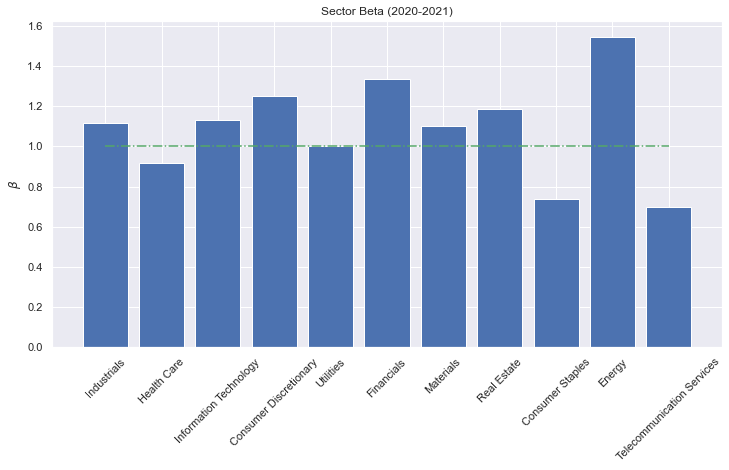 Sector Beta (2020-2021)
1.6
1.4
1.2
1.0
0.8
0.6
0.4
0.2
0.0
β
Industrials
Health Care
Information Technology
Consumer Discretionary
Utilities
Financials
Materials
Real Estate
Consumer Staples
Energy
Telecommunication Services